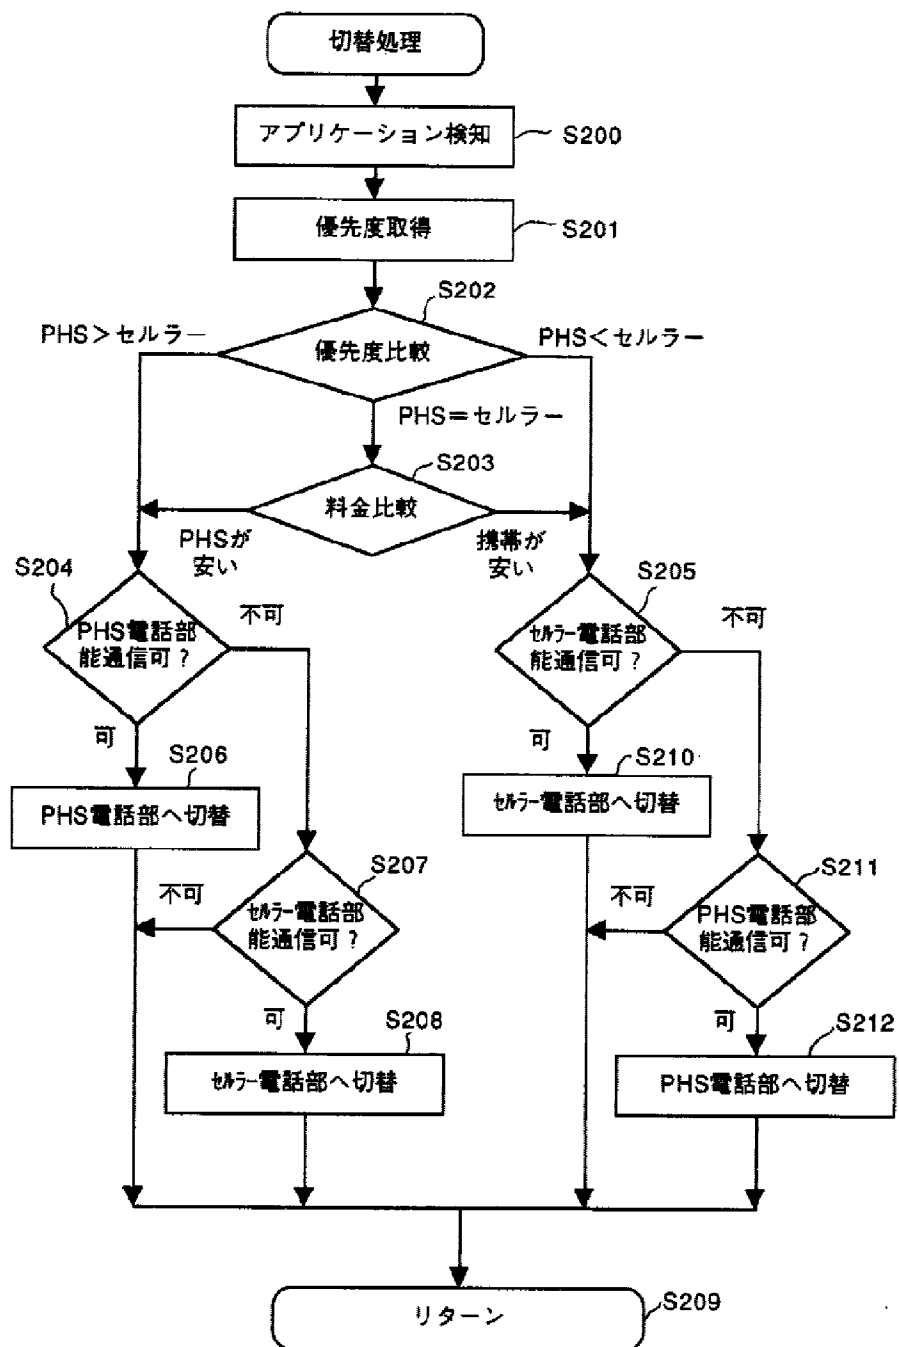 切替処理
アプリケーション検知
S200
優先度取得
S201
S202
PHS>セルラー
優先度比較
PHS<セルラー
PHS=セルラー
S203
料金比較
PHSが
安い
携帯が
安い
S204
PHS電話部
能通信可?
不可
可
S205
セルラー電話部
能通信可?
不可
可
S206
PHS電話部へ切替
S210
セルラー電話部へ切替
S207
不可
セルラー電話部
能通信可?
可
S211
不可
PHS電話部
能通信可?
可
S208
セルラー電話部へ切替
S212
PHS電話部へ切替
リターン
S209